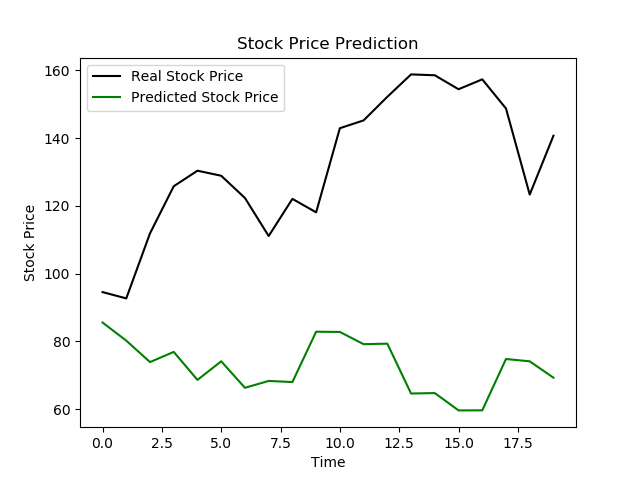 Stock Price Prediction
Real Stock Price
Predicted Stock Price
160
140
120
100
80
60
Stock Price
0.0 2.5 5.0 7.5 10.0 12.5 15.0 17.5
Time